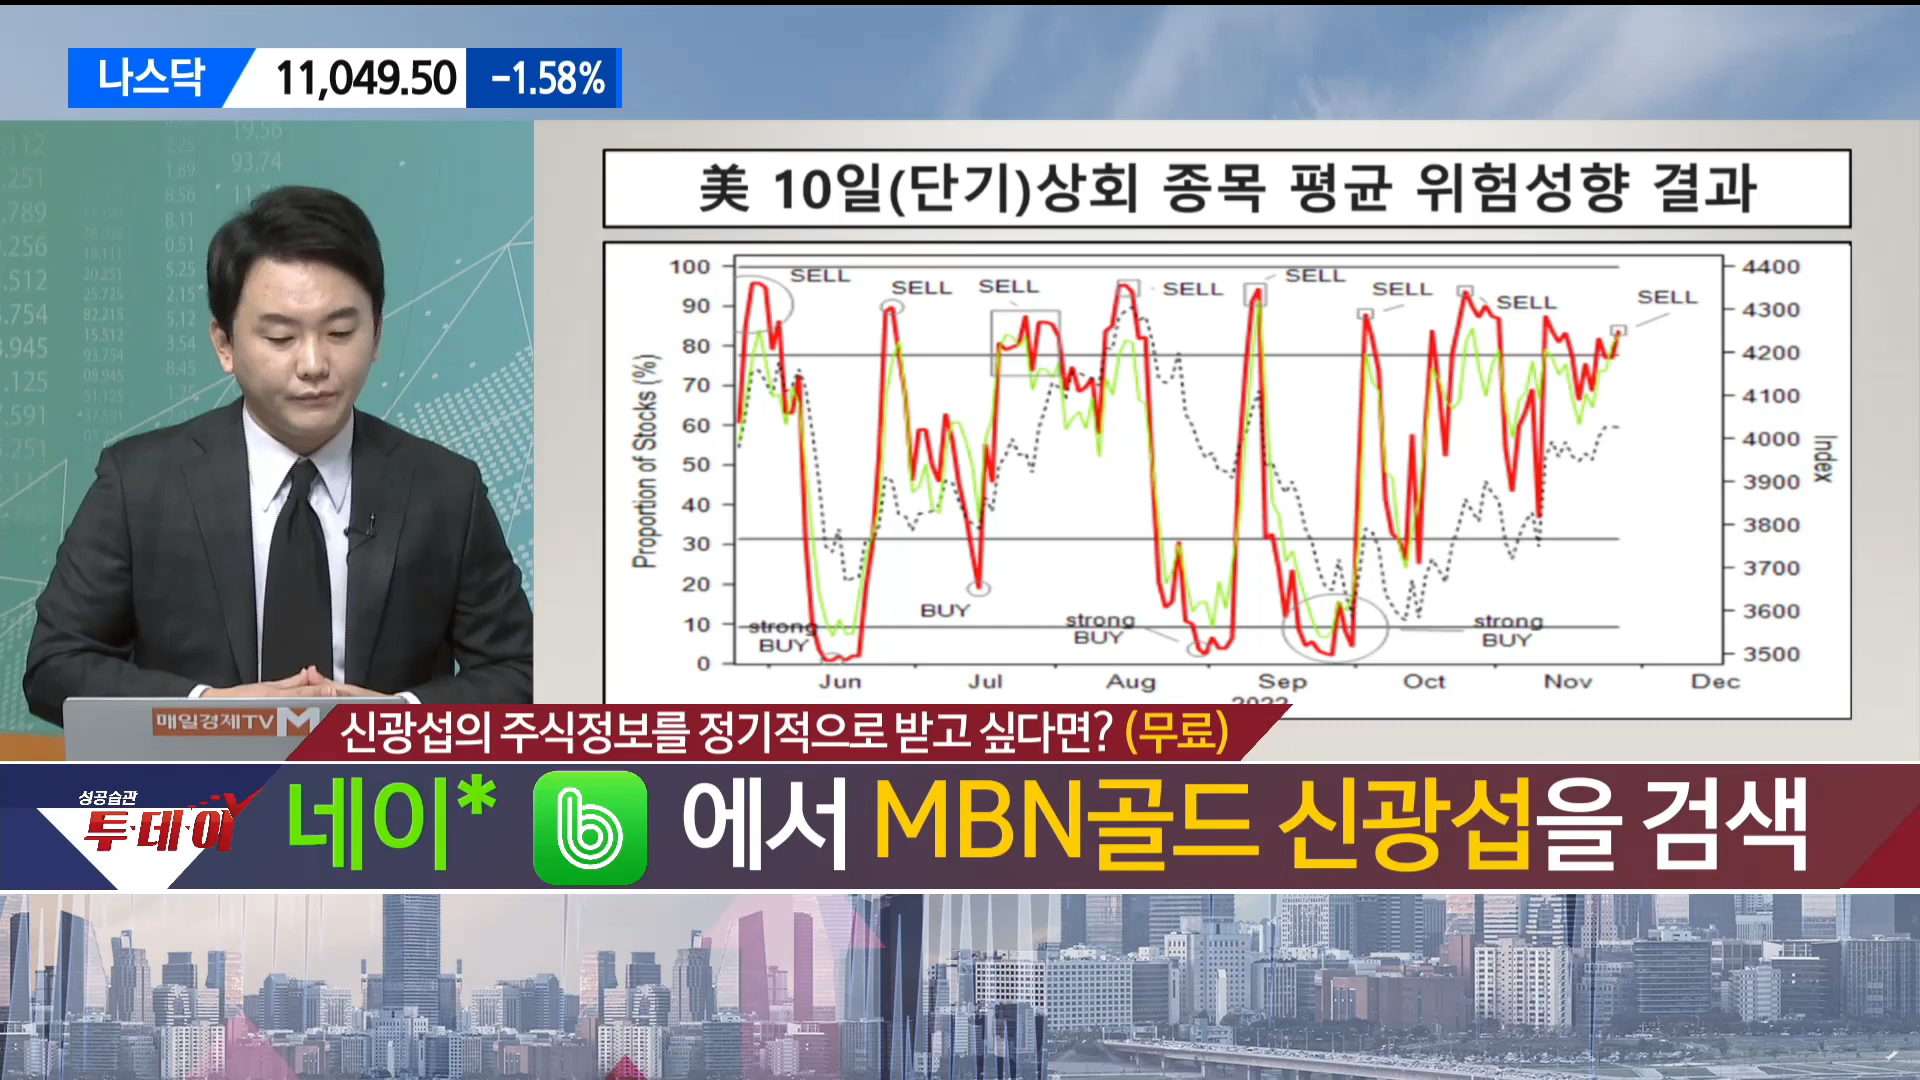 나스닥 11,049.50 -1.58%
美 10일(단기)상회 종목 평균 위험성향 결과
Proportion of Stocks (%)
100
90
80
70
60
50
40
30
20
10
0
SELL
SELL
SELL
SELL
SELL
SELL
SELL
SELL
strong
BUY
BUY
strong
BUY
strong
BUY
4400
4300
4200
4100
4000
3900
3800
3700
3600
3500
Index
Jun Jul Aug Sep Oct Nov Dec
2022
매일경제TV M
신광섭의 주식정보를 정기적으로 받고 싶다면? (무료)
성공습관
투·데·이
네이* b 에서 MBN골드 신광섭을 검색